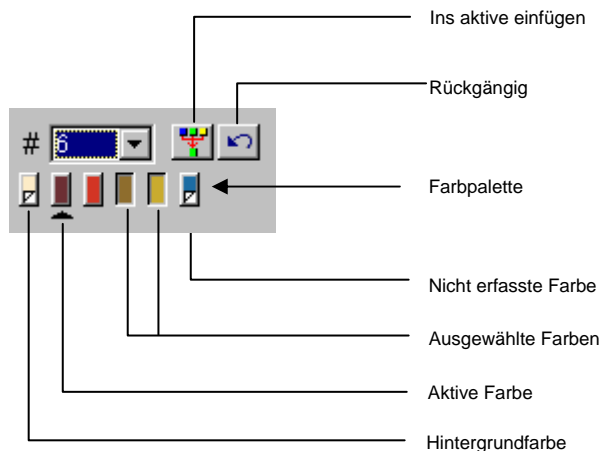 Ins aktive einfügen
Rückgängig
# 6
Farbpalette
Nicht erfasste Farbe
Ausgewählte Farben
Aktive Farbe
Hintergrundfarbe